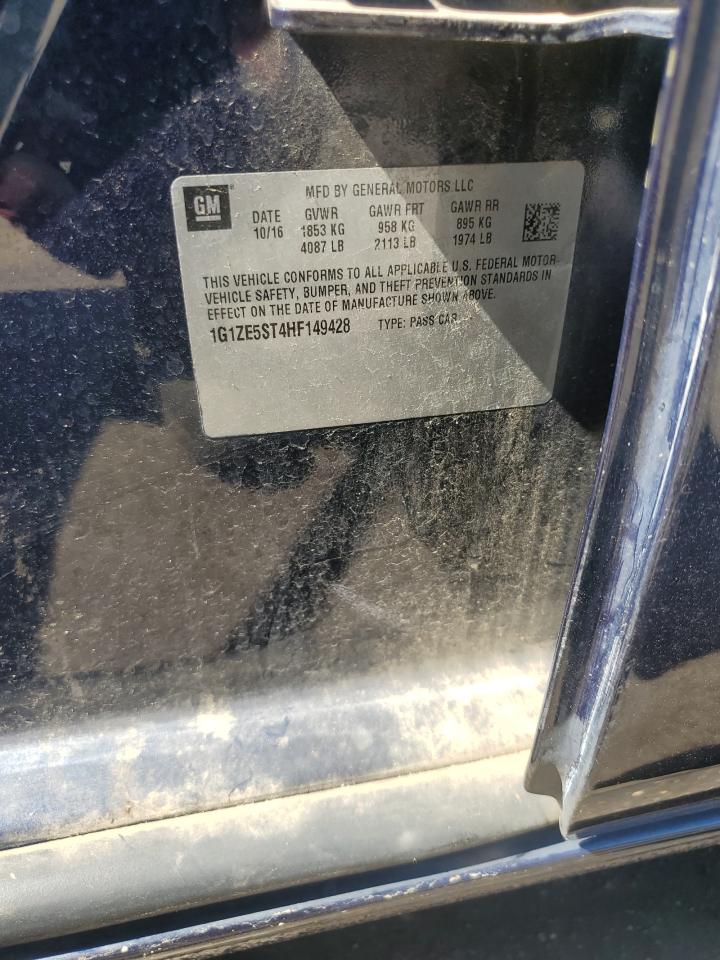 GM
MFD BY GENERAL MOTORS LLC
DATE GVWR GAWR FRT GAWR RR
10/16 1853 KG 958 KG 895 KG
4087 LB 2113 LB 1974 LB
THIS VEHICLE CONFORMS TO ALL APPLICABLE U.S. FEDERAL MOTOR
VEHICLE SAFETY, BUMPER, AND THEFT PREVENTION STANDARDS IN
EFFECT ON THE DATE OF MANUFACTURE SHOWN ABOVE.
1G1ZE5ST4HF149428 TYPE: PASS CAR